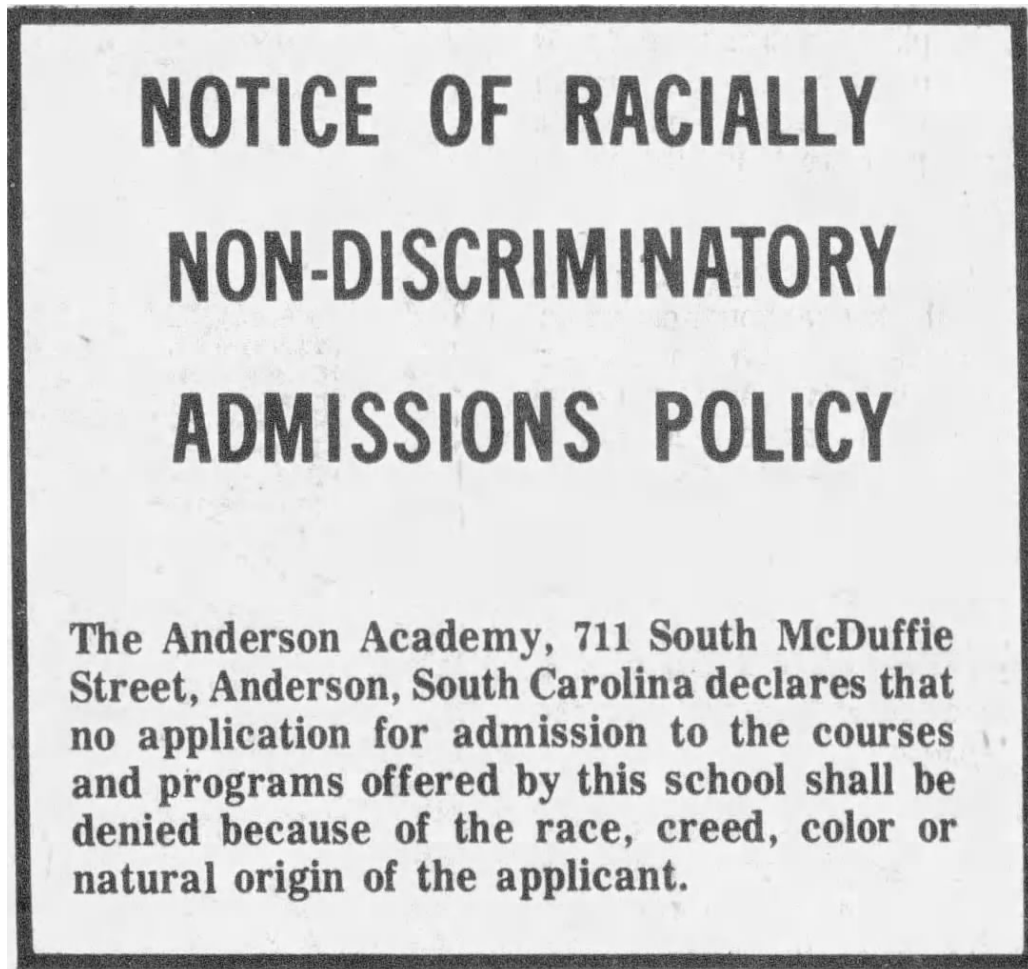 NOTICE OF RACIALLY
NON-DISCRIMINATORY
ADMISSIONS POLICY
The Anderson Academy, 711 South McDuffie
Street, Anderson, South Carolina declares that
no application for admission to the courses
and programs offered by this school shall be
denied because of the race, creed, color or
natural origin of the applicant.